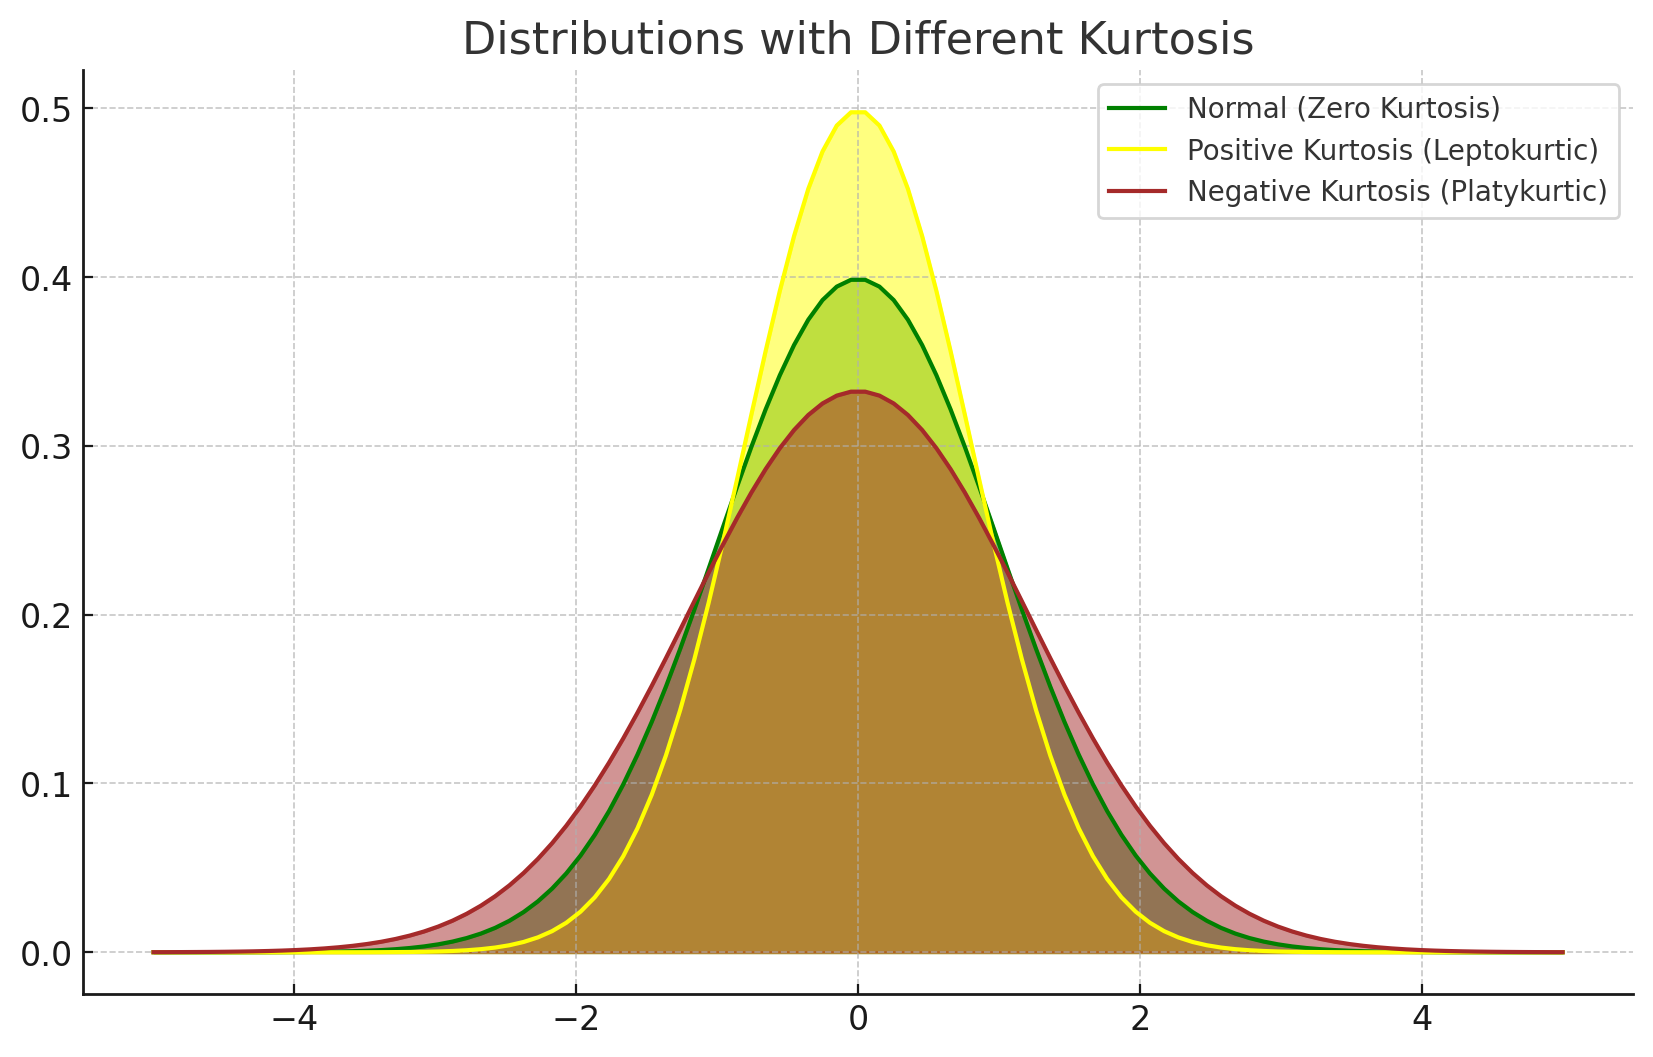 Distributions with Different Kurtosis
Normal (Zero Kurtosis)
Positive Kurtosis (Leptokurtic)
Negative Kurtosis (Platykurtic)
0.5
0.4
0.3
0.2
0.1
0.0
−4 −2 0 2 4